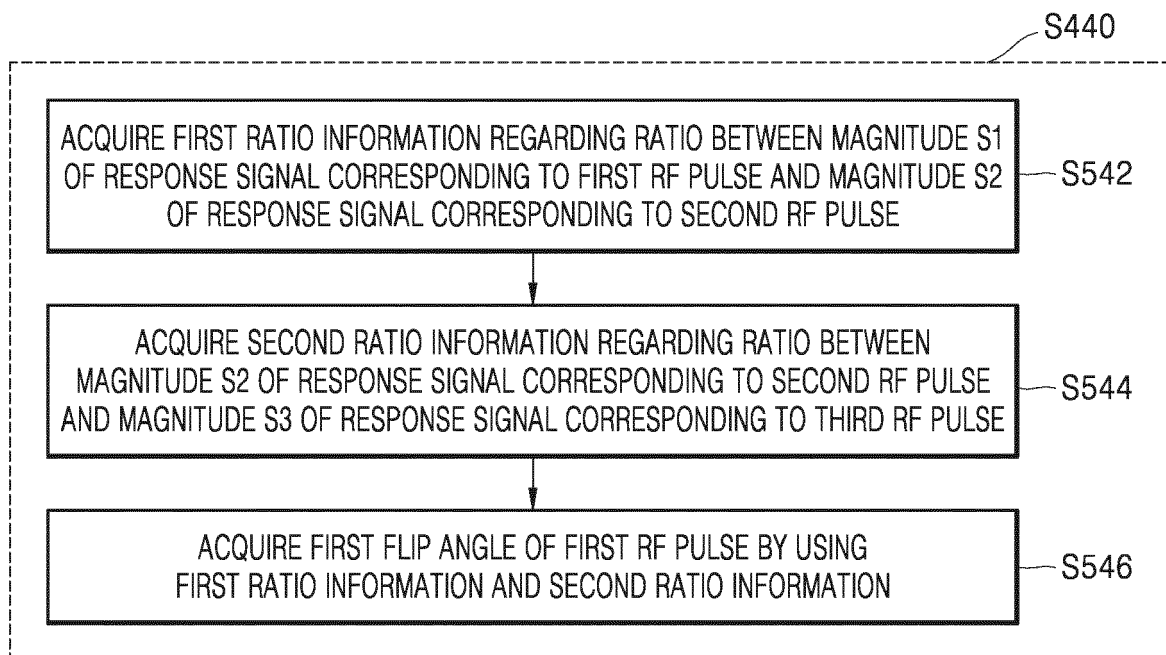 S440
ACQUIRE FIRST RATIO INFORMATION REGARDING RATIO BETWEEN MAGNITUDE S1
OF RESPONSE SIGNAL CORRESPONDING TO FIRST RF PULSE AND MAGNITUDE S2
OF RESPONSE SIGNAL CORRESPONDING TO SECOND RF PULSE
S542
ACQUIRE SECOND RATIO INFORMATION REGARDING RATIO BETWEEN
MAGNITUDE S2 OF RESPONSE SIGNAL CORRESPONDING TO SECOND RF PULSE
AND MAGNITUDE S3 OF RESPONSE SIGNAL CORRESPONDING TO THIRD RF PULSE
S544
ACQUIRE FIRST FLIP ANGLE OF FIRST RF PULSE BY USING
FIRST RATIO INFORMATION AND SECOND RATIO INFORMATION
S546